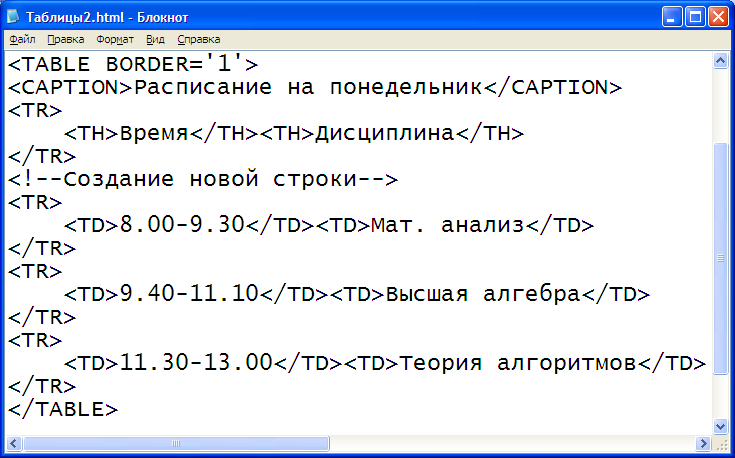 Таблицы2.html - Блокнот
Файл Правка Формат Вид Справка
<TABLE BORDER='1'>
<CAPTION>Расписание на понедельник</CAPTION>
<TR>
    <TH>Время</TH><TH>Дисциплина</TH>
</TR>
<!--Создание новой строки-->
<TR>
    <TD>8.00-9.30</TD><TD>Мат. анализ</TD>
</TR>
<TR>
    <TD>9.40-11.10</TD><TD>Высшая алгебра</TD>
</TR>
<TR>
    <TD>11.30-13.00</TD><TD>Теория алгоритмов</TD>
</TR>
</TABLE>